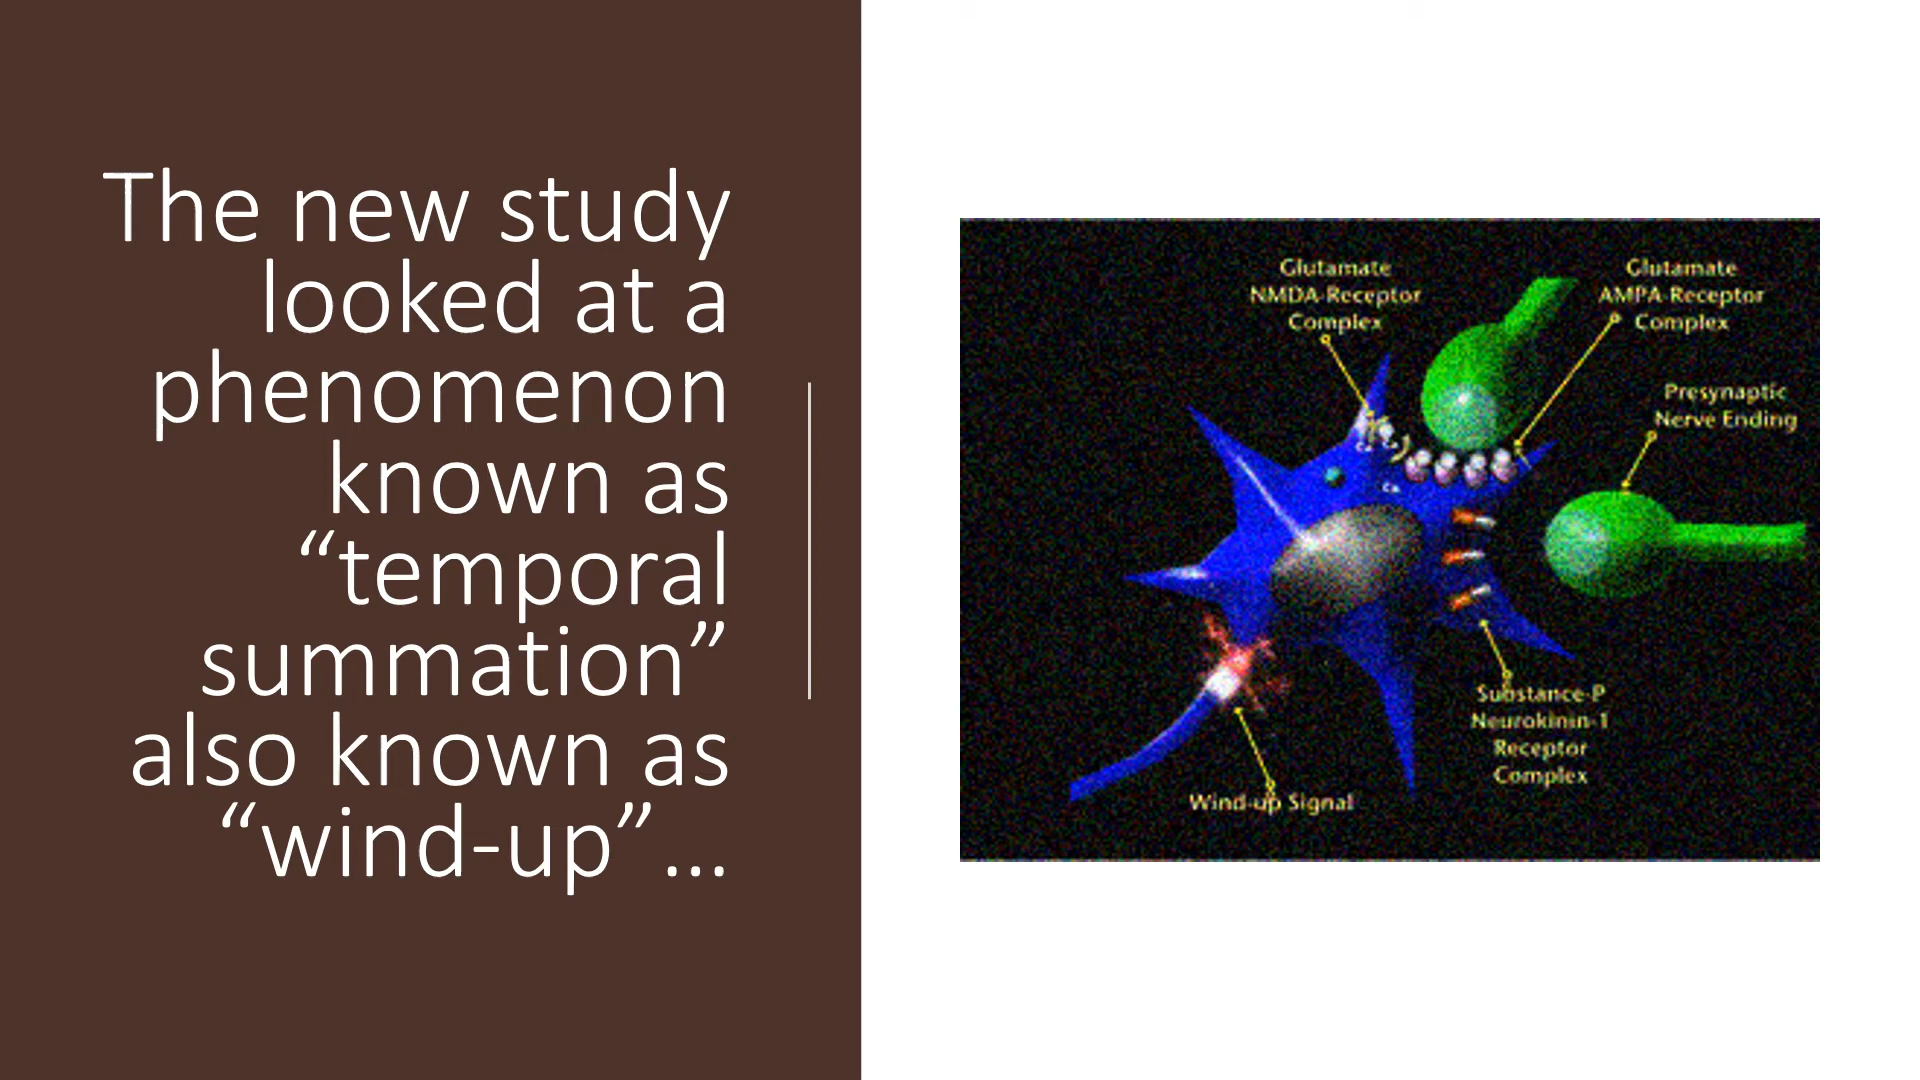 The new study
looked at a
phenomenon
known as
“temporal
summation”
also known as
“wind-up”…
Glutamate
NMDA-Receptor
Complex
Glutamate
AMPA-Receptor
Complex
Presynaptic
Nerve Ending
Ca
Substance-P
Neurokinin-1
Receptor
Complex
Wind-up Signal